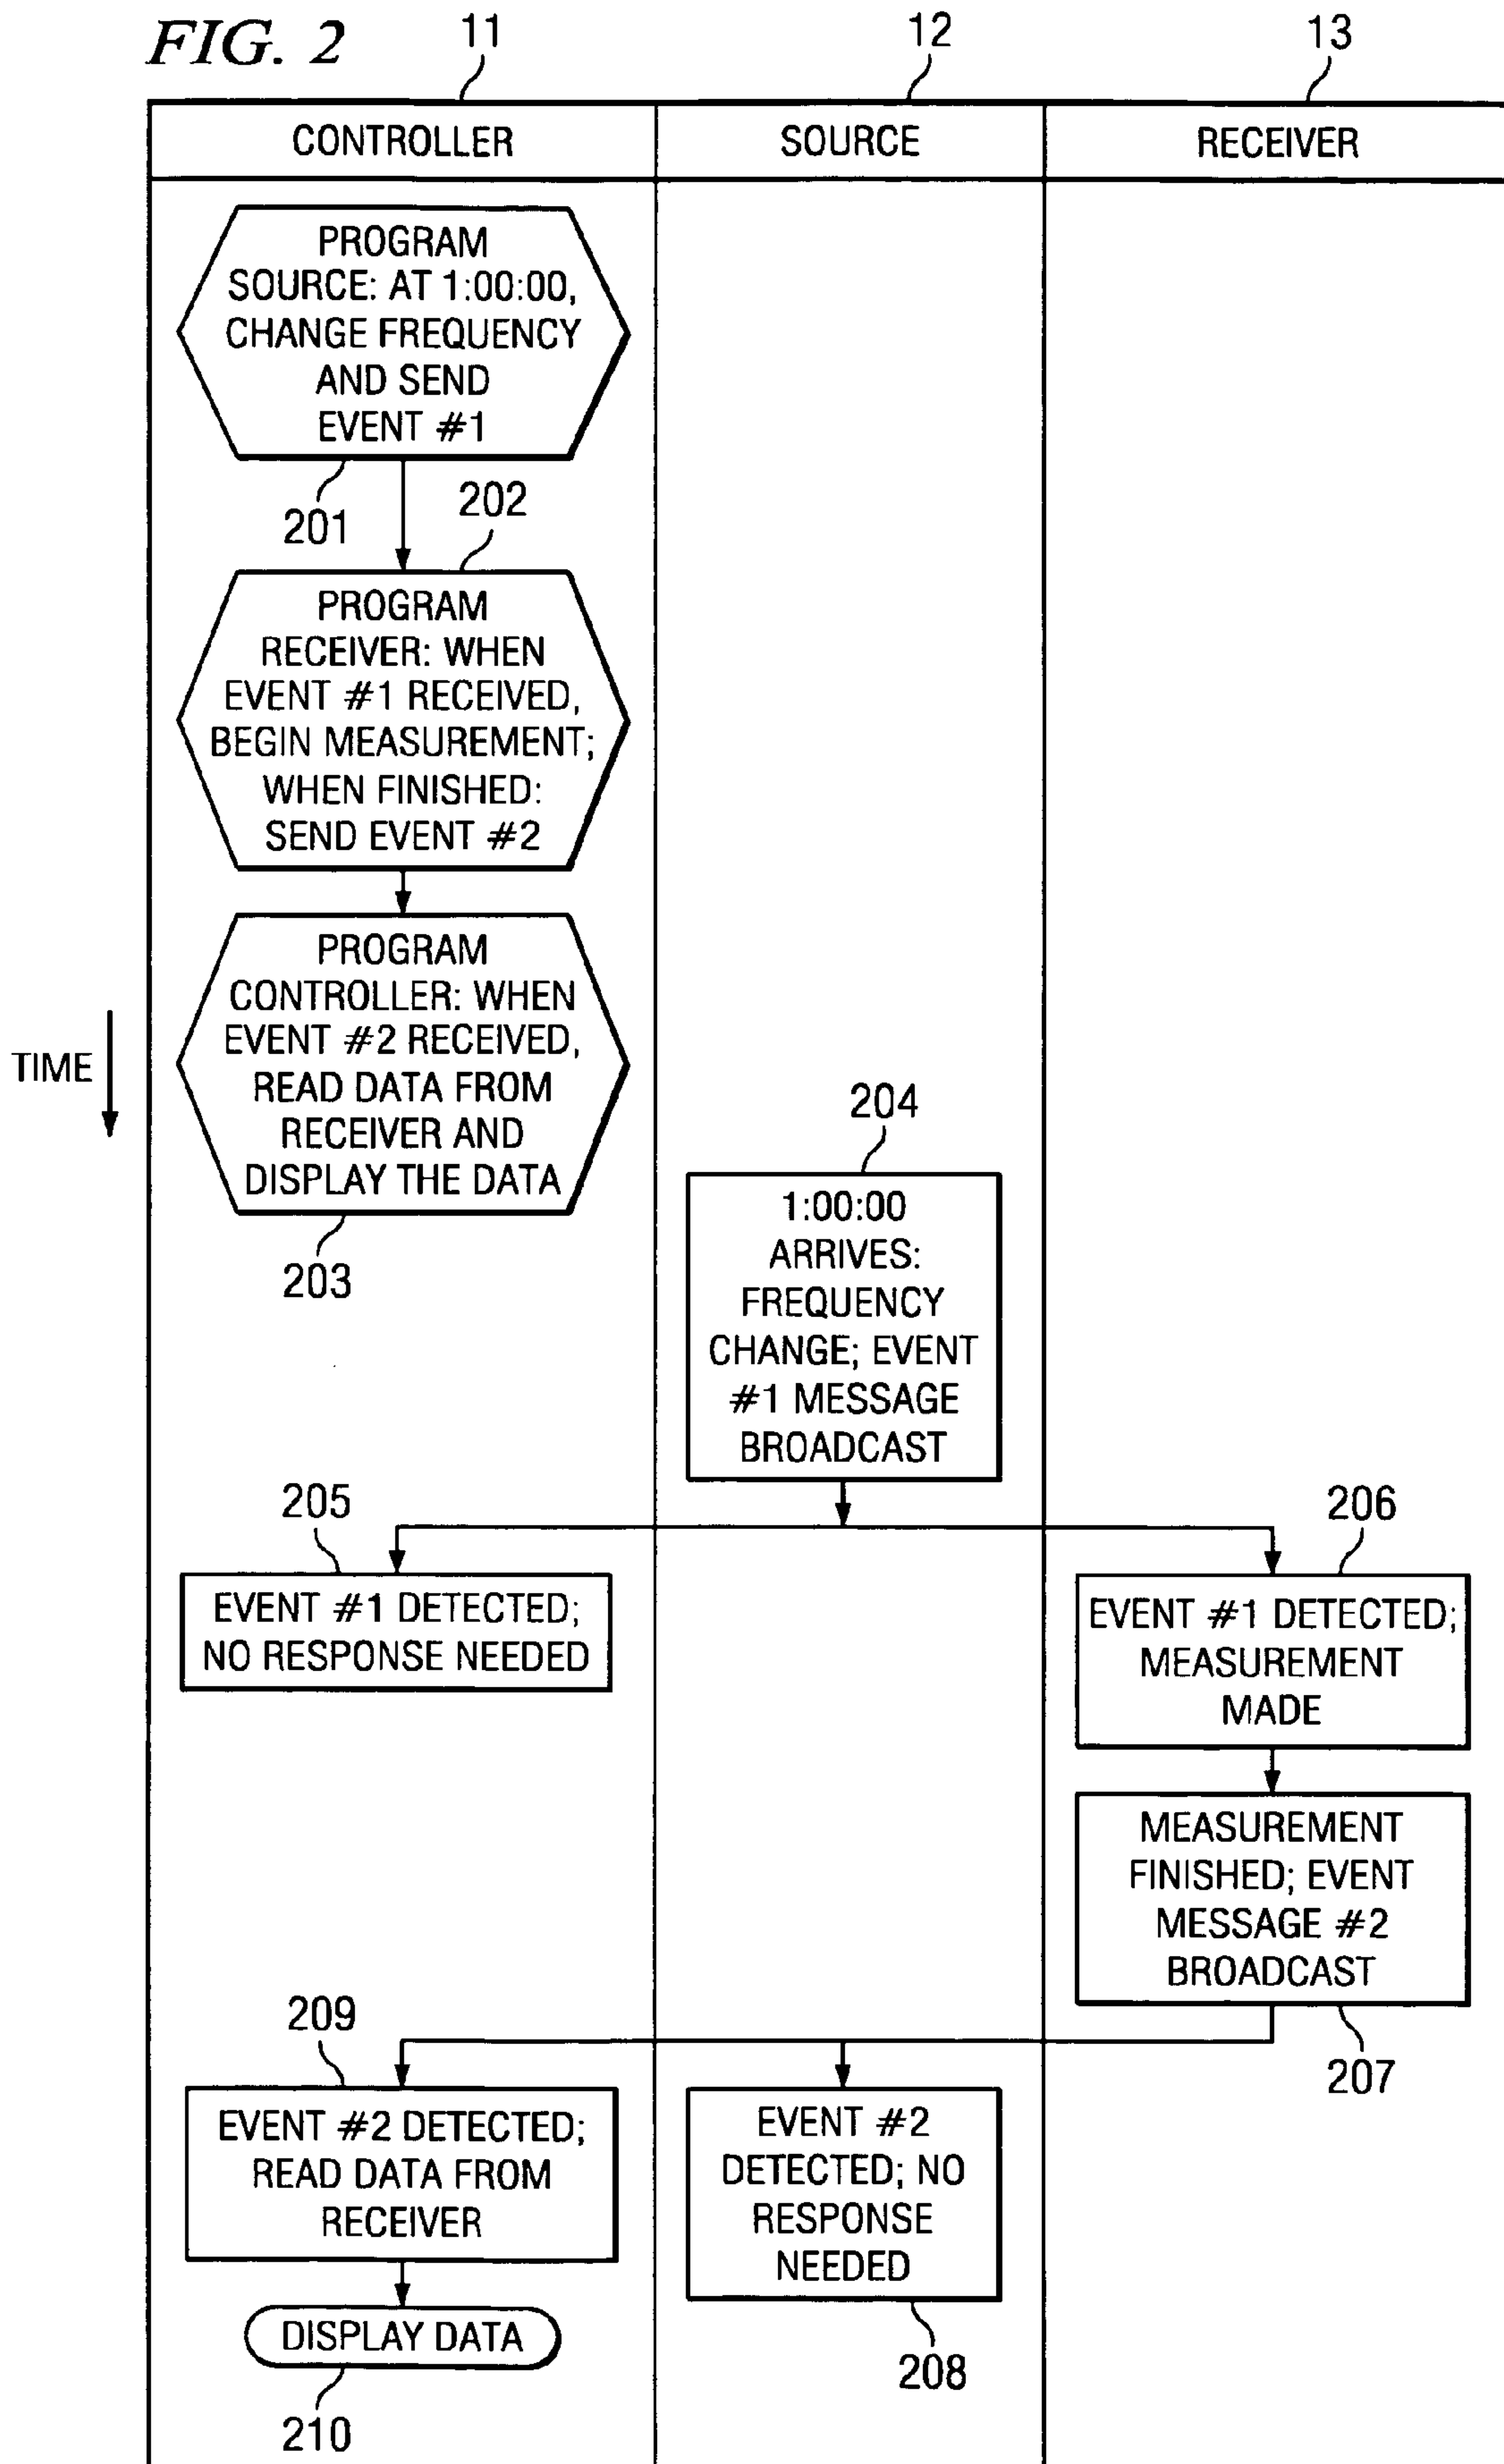 FIG. 2
11
12
13
CONTROLLER
SOURCE
RECEIVER
PROGRAM
SOURCE: AT 1:00:00,
CHANGE FREQUENCY
AND SEND
EVENT #1
201
202
PROGRAM
RECEIVER: WHEN
EVENT #1 RECEIVED,
BEGIN MEASUREMENT;
WHEN FINISHED:
SEND EVENT #2
PROGRAM
CONTROLLER: WHEN
EVENT #2 RECEIVED,
READ DATA FROM
RECEIVER AND
DISPLAY THE DATA
203
TIME
204
1:00:00
ARRIVES:
FREQUENCY
CHANGE; EVENT
#1 MESSAGE
BROADCAST
205
EVENT #1 DETECTED;
NO RESPONSE NEEDED
206
EVENT #1 DETECTED;
MEASUREMENT
MADE
MEASUREMENT
FINISHED; EVENT
MESSAGE #2
BROADCAST
207
209
EVENT #2 DETECTED;
READ DATA FROM
RECEIVER
EVENT #2
DETECTED; NO
RESPONSE
NEEDED
208
DISPLAY DATA
210